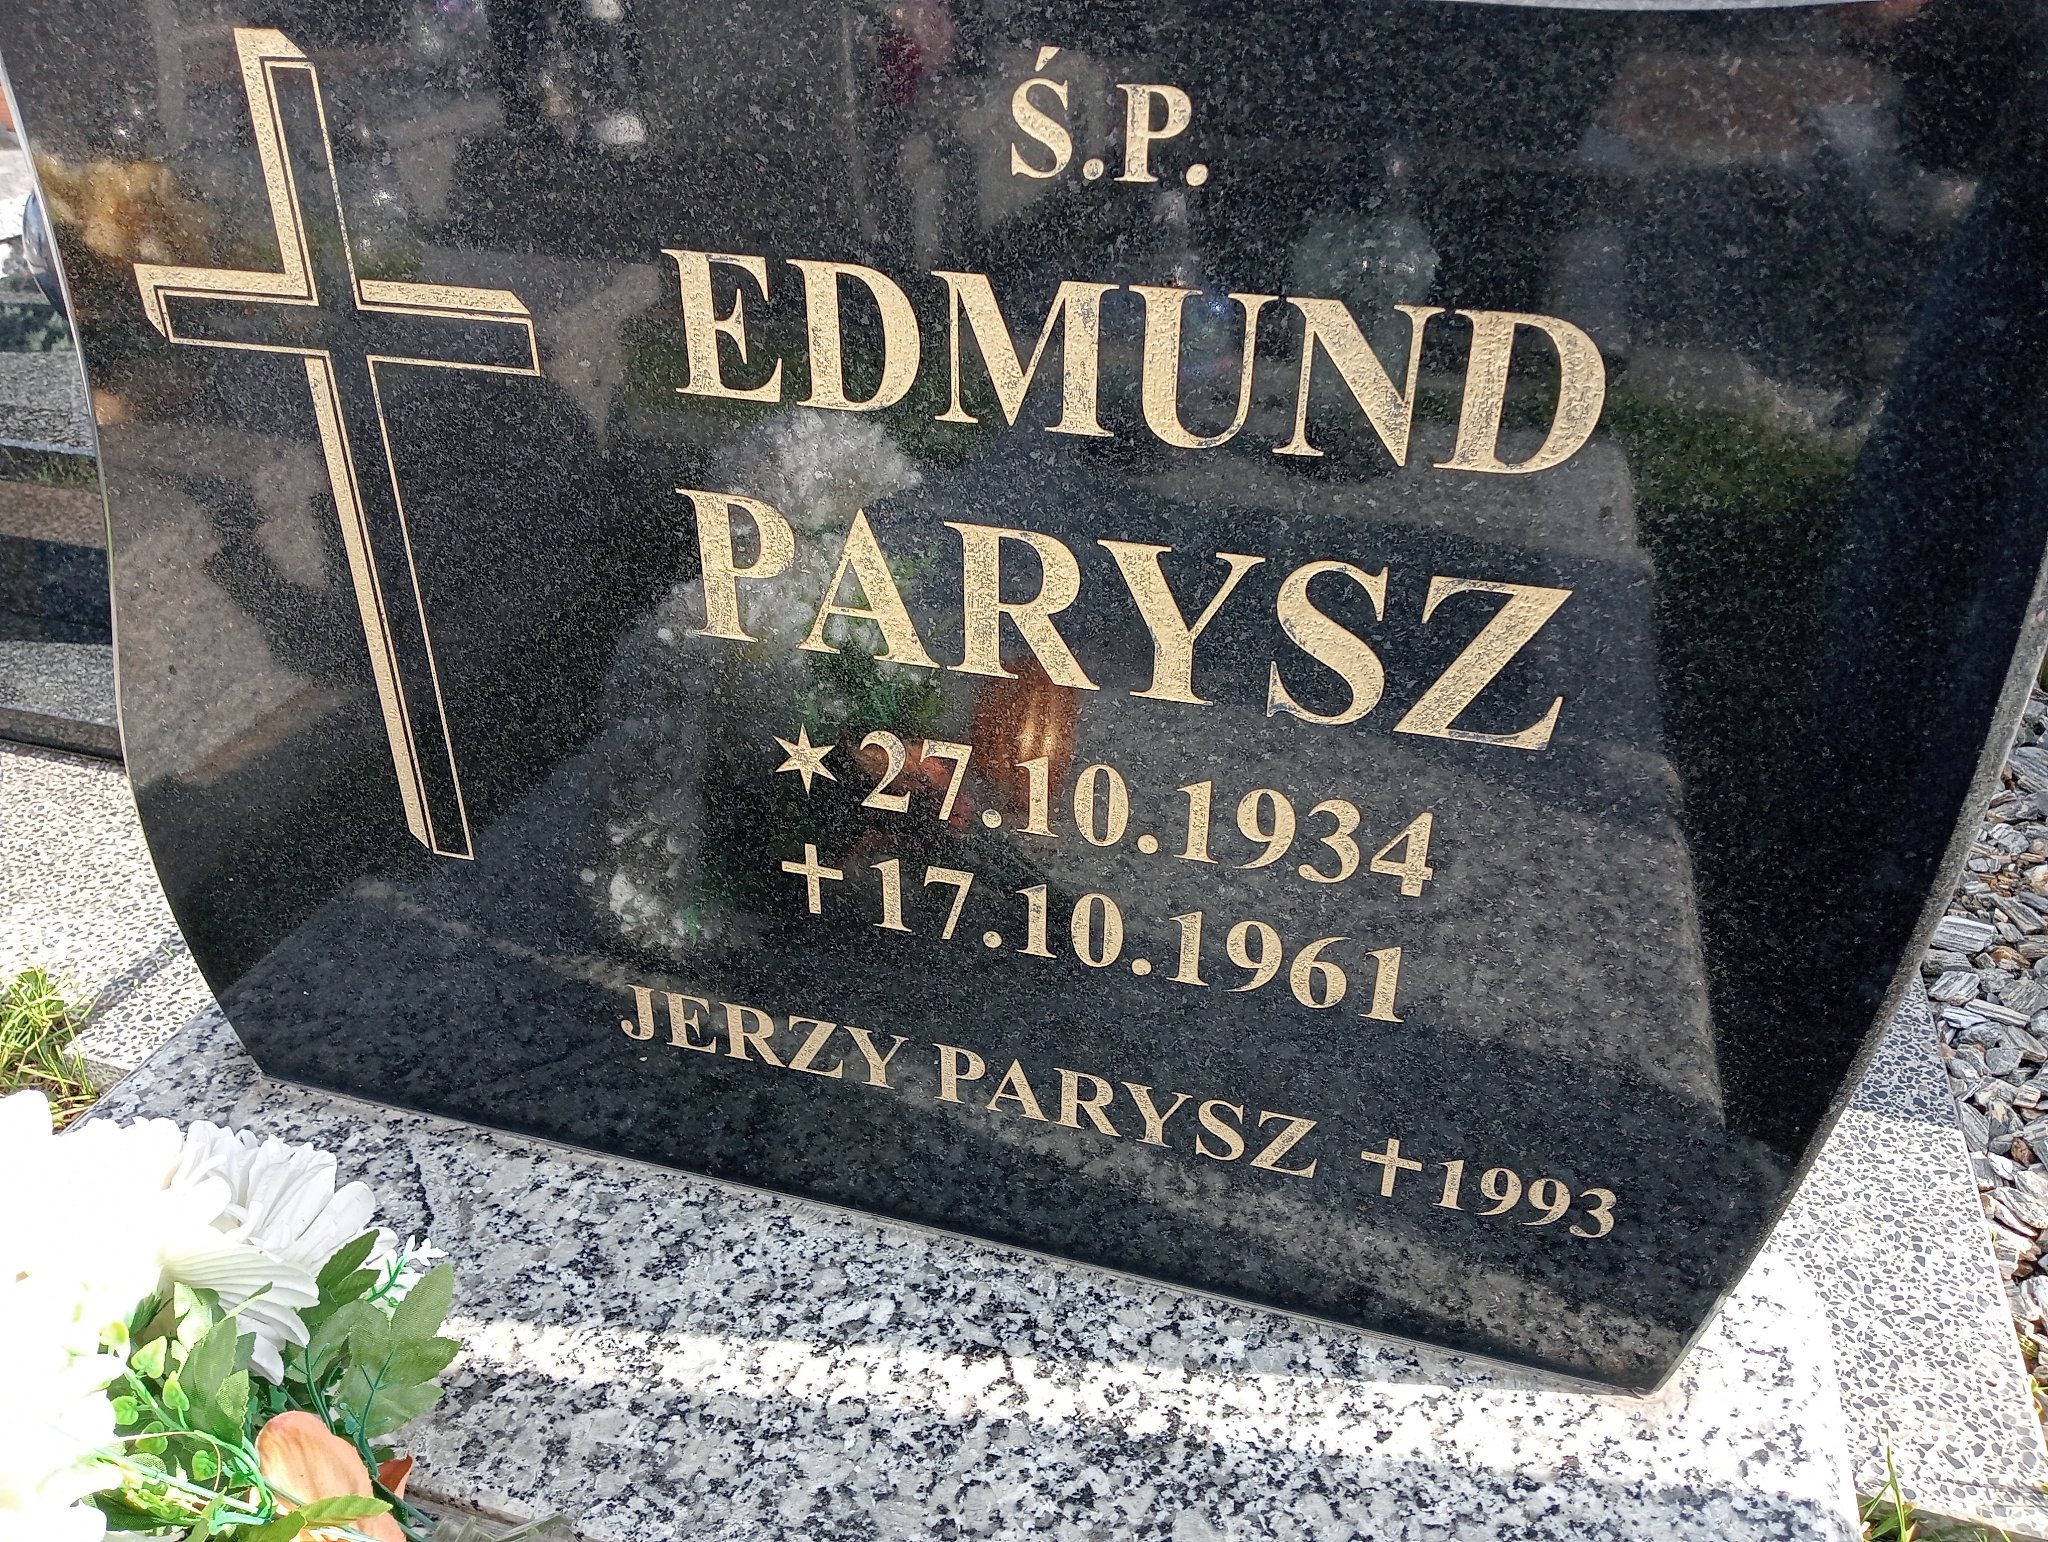 Ś.P.
EDMUND
PARYSZ
✶ 27.10.1934
✝ 17.10.1961
JERZY PARYSZ ✝ 1993